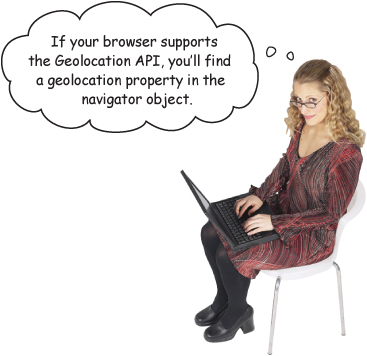 If your browser supports
the Geolocation API, you'll find
a geolocation property in the
navigator object.